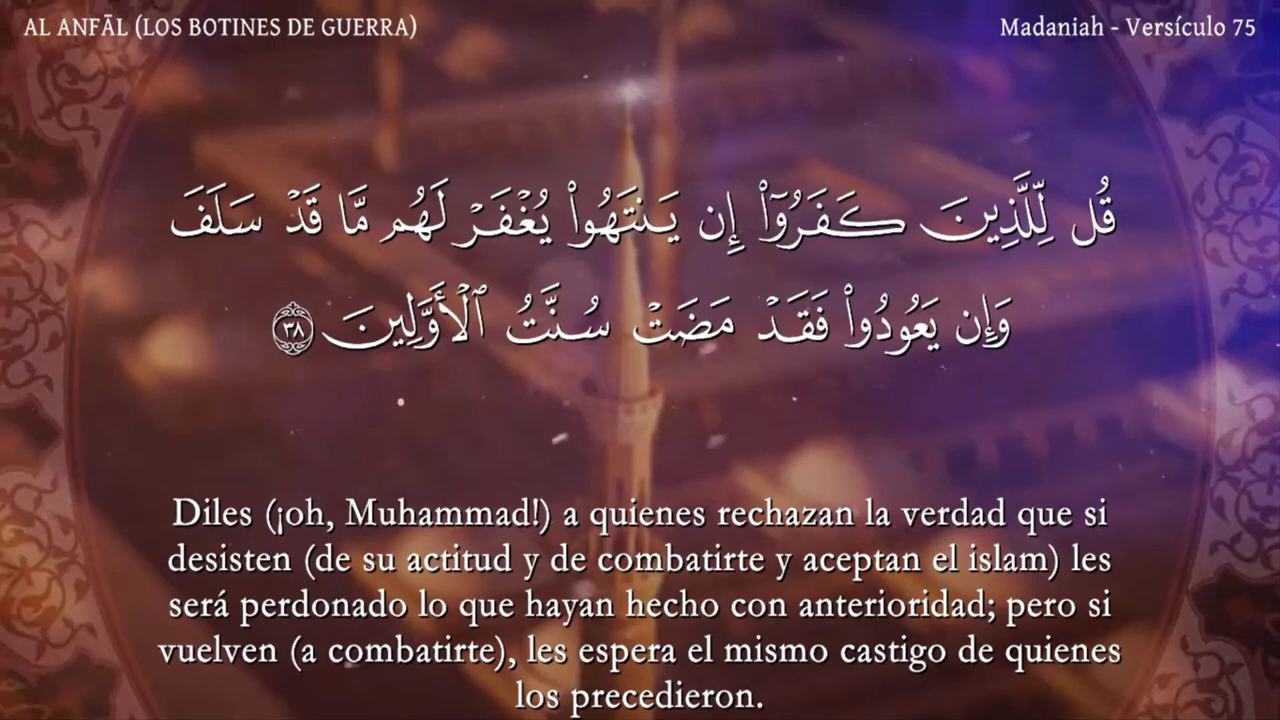 AL ANFĀL (LOS BOTINES DE GUERRA)
Madaniah - Versículo 75
قُل لِّلَّذِينَ كَفَرُوٓا۟ إِن يَنتَهُوا۟ يُغْفَرْ لَهُم مَّا قَدْ سَلَفَ
وَإِن يَعُودُوا۟ فَقَدْ مَضَتْ سُنَّتُ ٱلْأَوَّلِينَ ٣٨
Diles (¡oh, Muhammad!) a quienes rechazan la verdad que si
desisten (de su actitud y de combatirte y aceptan el islam) les
será perdonado lo que hayan hecho con anterioridad; pero si
vuelven (a combatirte), les espera el mismo castigo de quienes
los precedieron.